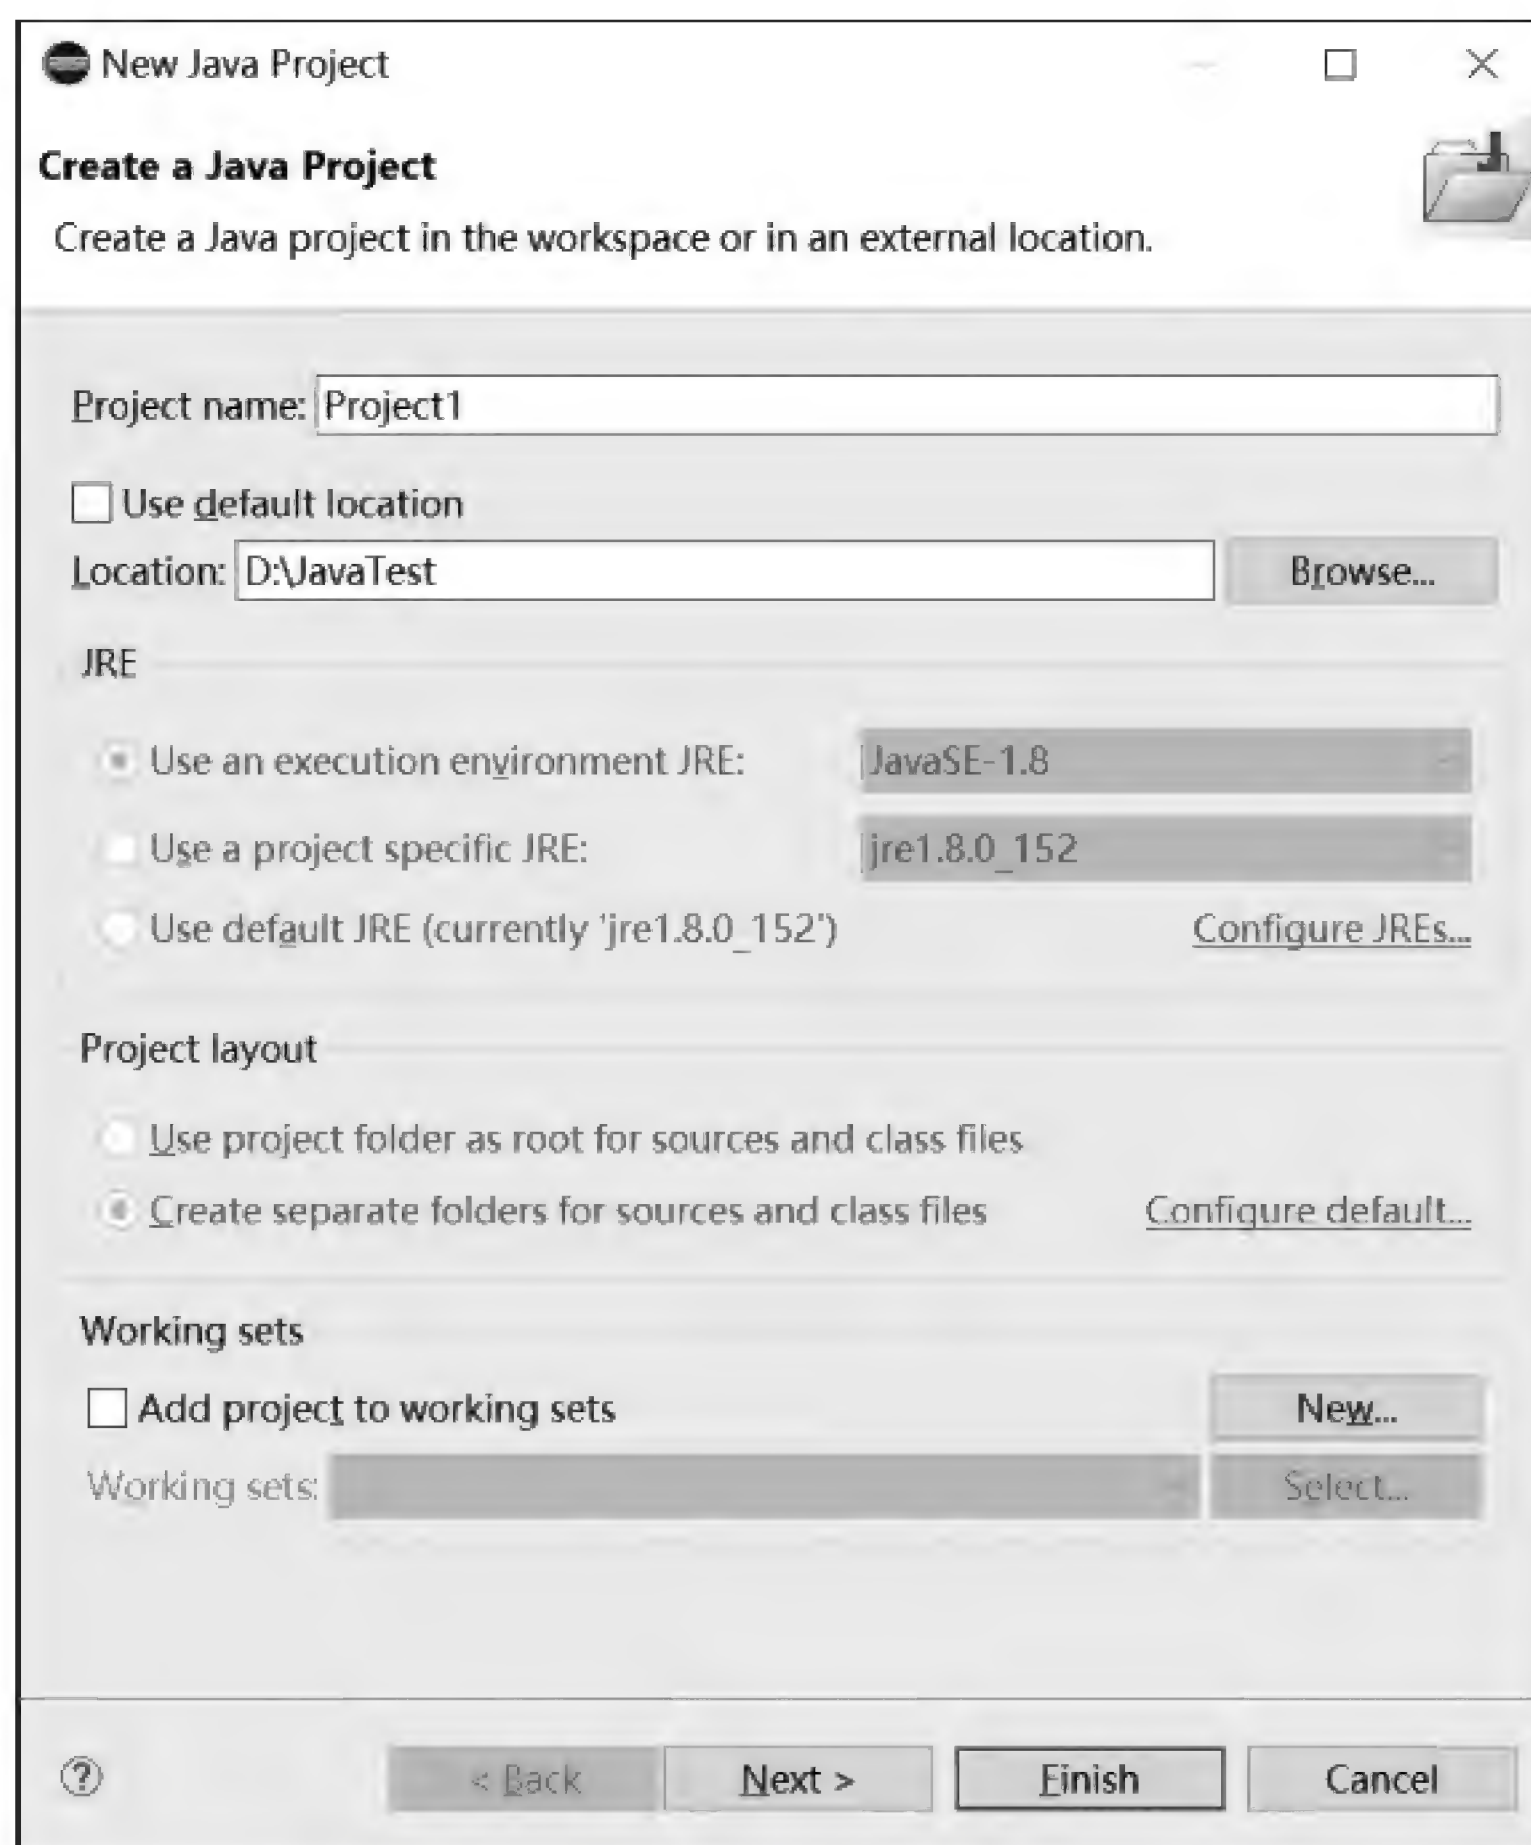 New Java Project
Create a Java Project
Create a Java project in the workspace or in an external location.
Project name: Project1
Use default location
Location: D:\JavaTest Browse...
JRE
Use an execution environment JRE: JavaSE-1.8
Use a project specific JRE: jre1.8.0_152
Use default JRE (currently 'jre1.8.0_152') Configure JREs...
Project layout
Use project folder as root for sources and class files
Create separate folders for sources and class files Configure default...
Working sets
Add project to working sets New...
Working sets: Select...
? < Back Next > Finish Cancel